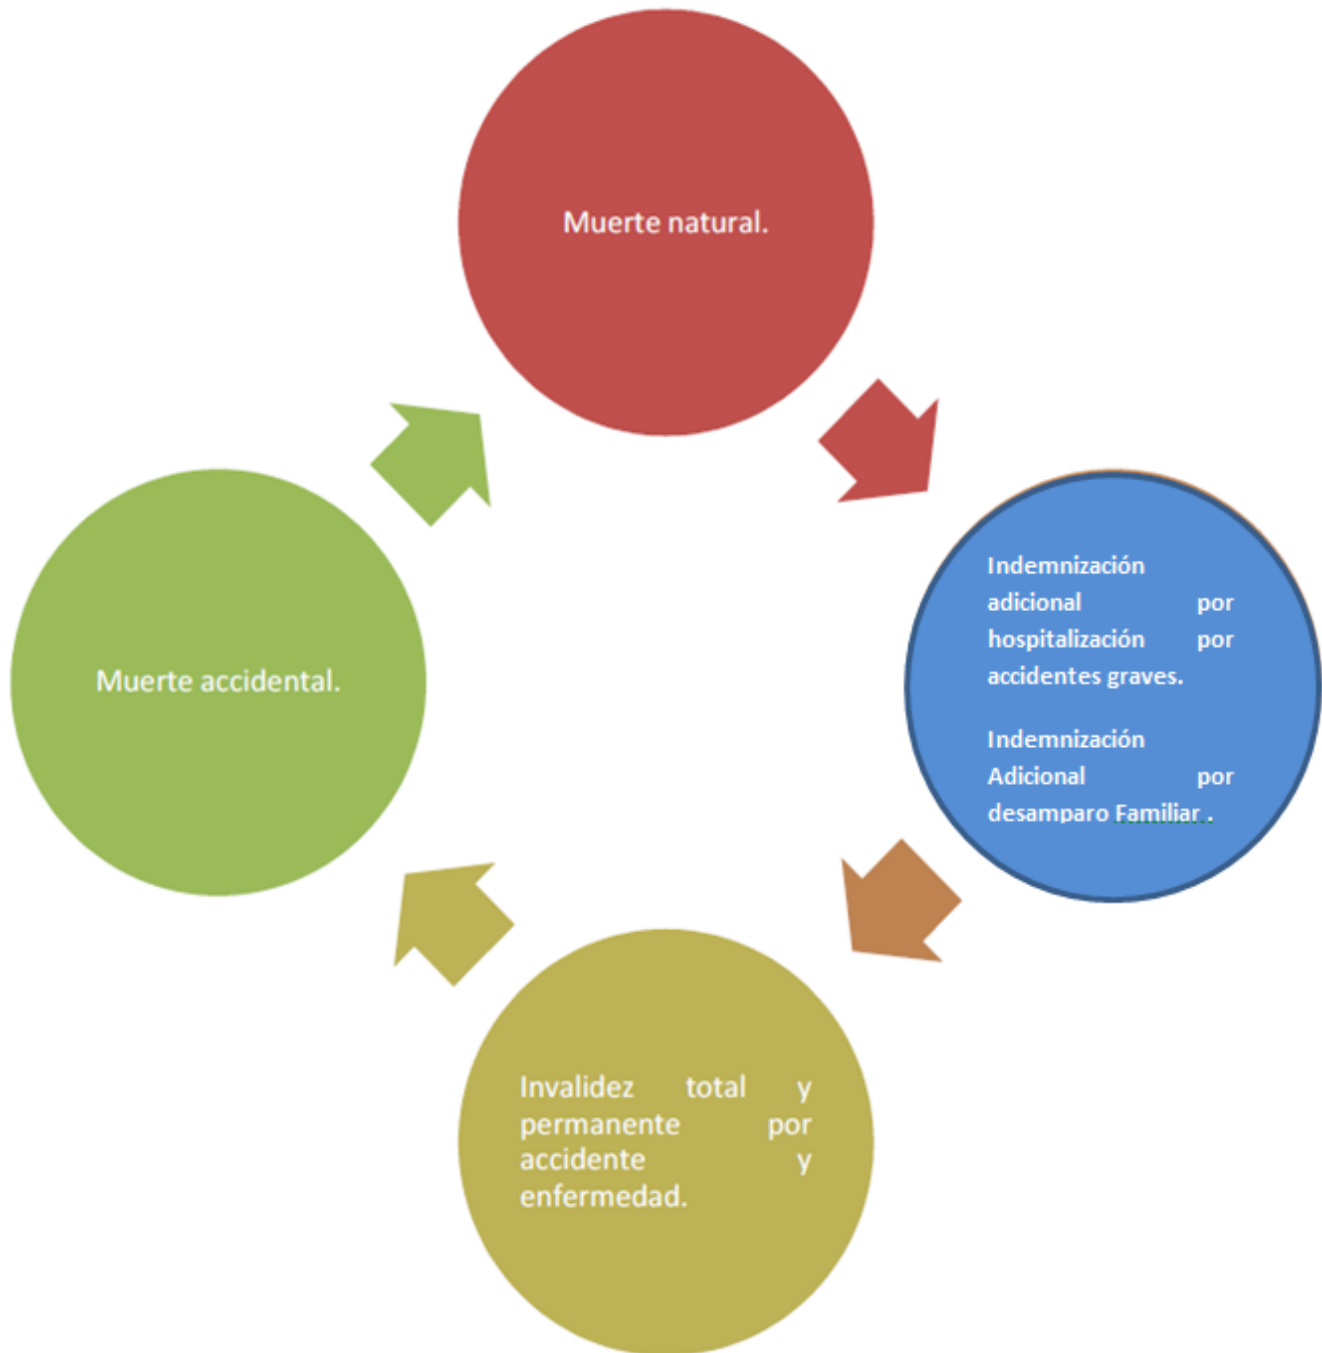 Muerte natural.
Indemnización
adicional por
hospitalización por
accidentes graves.
Indemnización
Adicional por
desamparo Familiar .
Invalidez total y
permanente por
accidente y
enfermedad.
Muerte accidental.